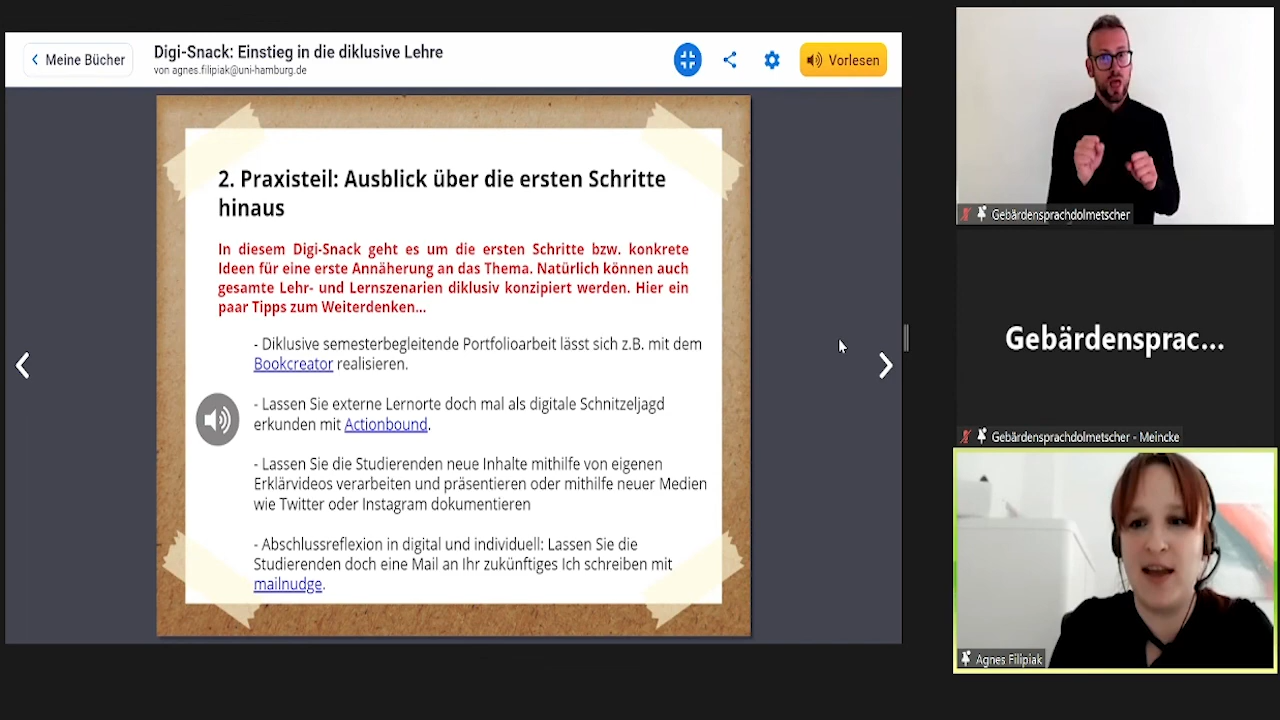 Meine Bücher
Digi-Snack: Einstieg in die diklusive Lehre
von agnes.filipiak@uni-hamburg.de
Vorlesen
2. Praxisteil: Ausblick über die ersten Schritte
hinaus
In diesem Digi-Snack geht es um die ersten Schritte bzw. konkrete
Ideen für eine erste Annäherung an das Thema. Natürlich können auch
gesamte Lehr- und Lernszenarien diklusiv konzipiert werden. Hier ein
paar Tipps zum Weiterdenken...
- Diklusive semesterbegleitende Portfolioarbeit lässt sich z.B. mit dem
Bookcreator realisieren.
- Lassen Sie externe Lernorte doch mal als digitale Schnitzeljagd
erkunden mit Actionbound.
- Lassen Sie die Studierenden neue Inhalte mithilfe von eigenen
Erklärvideos verarbeiten und präsentieren oder mithilfe neuer Medien
wie Twitter oder Instagram dokumentieren
- Abschlussreflexion in digital und individuell: Lassen Sie die
Studierenden doch eine Mail an Ihr zukünftiges Ich schreiben mit
mailnudge.
Gebärdensprachdolmetscher
Gebärdensprac...
Gebärdensprachdolmetscher - Meincke
Agnes Filipiak